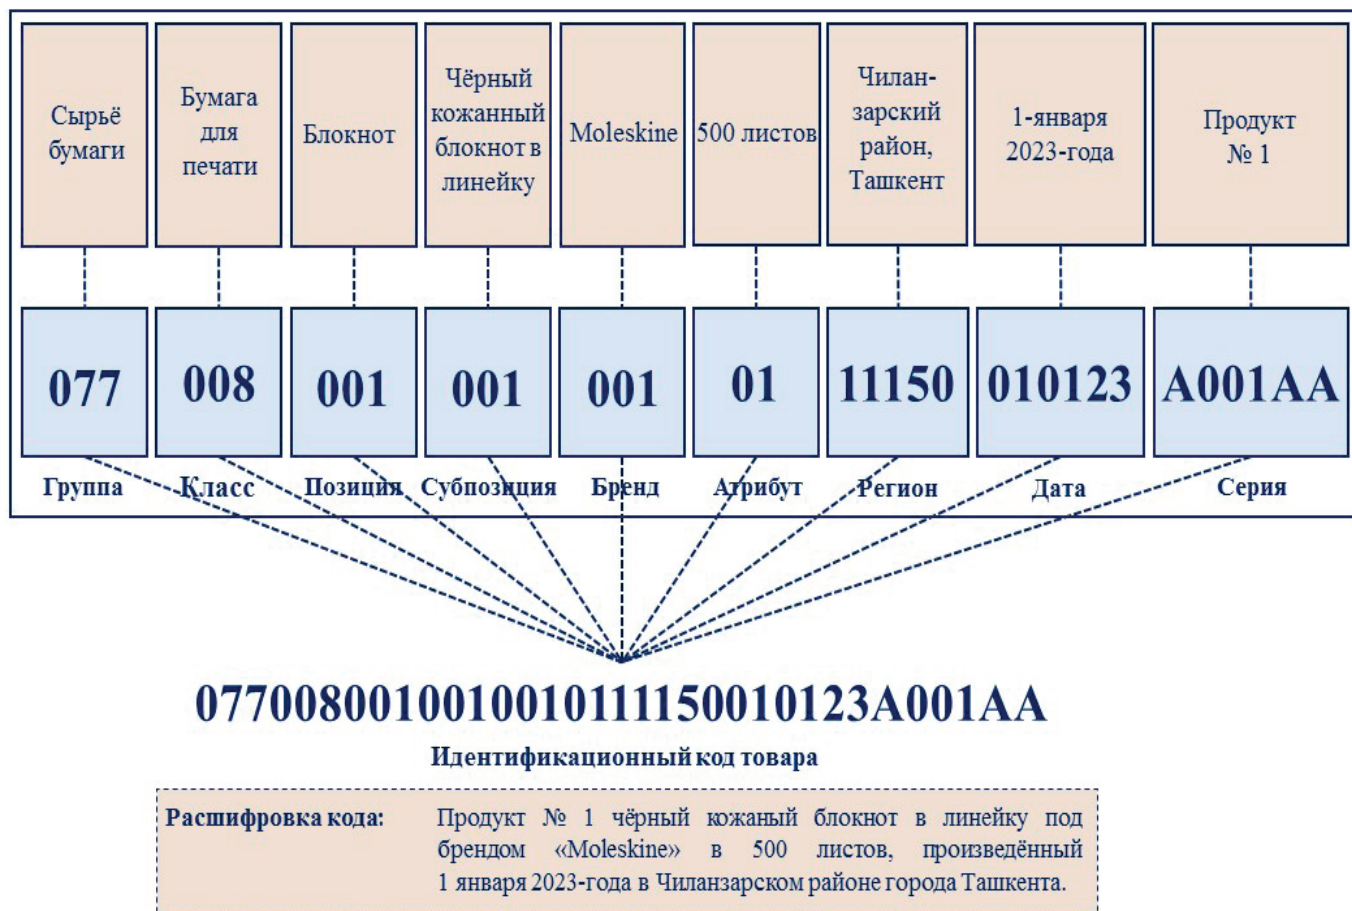 Сырьё
бумаги
Бумага
для
печати
Блокнот
Чёрный
кожанный
блокнот в
линейку
Moleskine
500 листов
Чилан-
зарский
район,
Ташкент
1-января
2023-года
Продукт
№ 1
077
008
001
001
001
01
11150
010123
A001AA
Группа
Класс
Позиция
Субпозиция
Бренд
Атрибут
Регион
Дата
Серия
0770080010010010111150010123A001AA
Идентификационный код товара
Расшифровка кода:
Продукт № 1 чёрный кожаный блокнот в линейку под
брендом «Moleskine» в 500 листов, произведённый
1 января 2023-года в Чиланзарском районе города Ташкента.